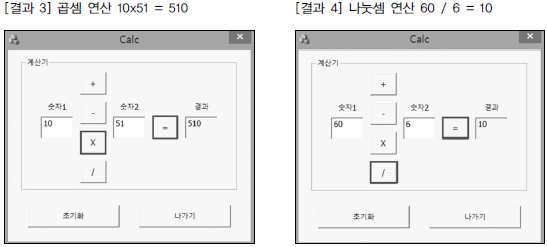 [결과 3] 곱셈 연산 10x51 = 510
Calc
계산기
+
숫자1
숫자2
결과
-
10
51
=
510
X
/
초기화
나가기
[결과 4] 나눗셈 연산 60 / 6 = 10
Calc
계산기
+
숫자1
숫자2
결과
-
60
6
=
10
X
/
초기화
나가기